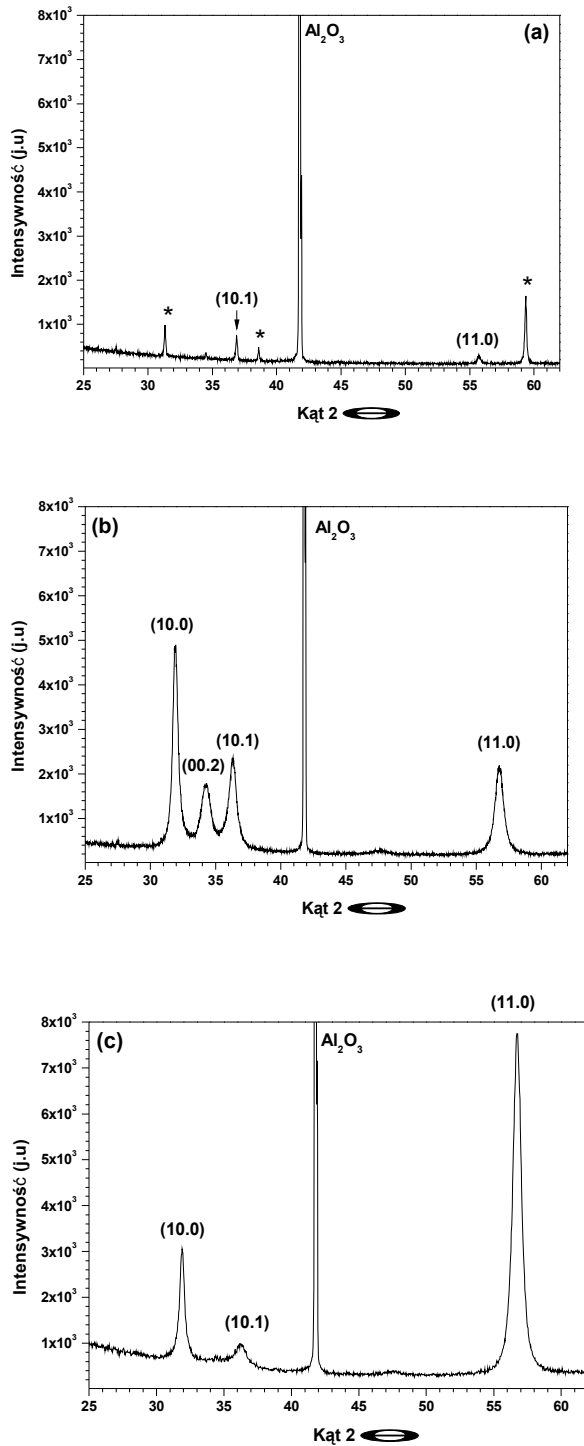 8x10³
Al₂O₃
(a)
7x10³
6x10³
5x10³
4x10³
3x10³
2x10³
1x10³
*
(10.1)
*
(11.0)
*
25 30 35 40 45 50 55 60
Intensywność (j.u)
Kąt 2
8x10³
(b)
Al₂O₃
7x10³
6x10³
5x10³
4x10³
3x10³
2x10³
1x10³
(10.0)
(00.2)
(10.1)
(11.0)
25 30 35 40 45 50 55 60
Intensywność (j.u)
Kąt 2
(11.0)
8x10³
(c)
Al₂O₃
7x10³
6x10³
5x10³
4x10³
3x10³
2x10³
1x10³
(10.0)
(10.1)
25 30 35 40 45 50 55 60
Intensywność (j.u)
Kąt 2